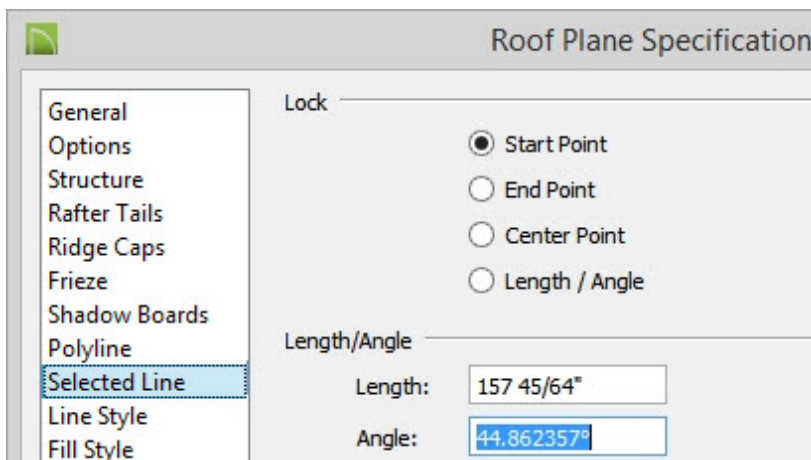 Roof Plane Specification
General
Options
Structure
Rafter Tails
Ridge Caps
Frieze
Shadow Boards
Polyline
Selected Line
Line Style
Fill Style
Lock
Start Point
End Point
Center Point
Length / Angle
Length/Angle
Length: 157 45/64"
Angle: 44.862357°